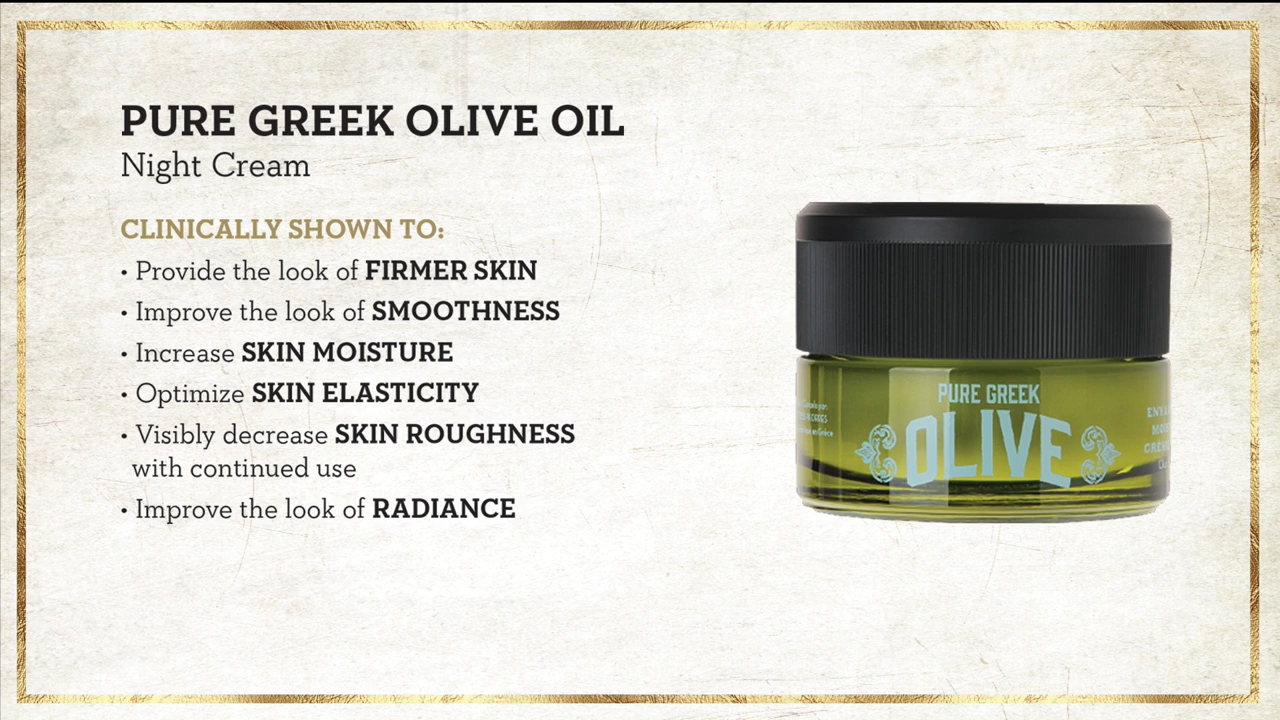 PURE GREEK OLIVE OIL
Night Cream
CLINICALLY SHOWN TO:
• Provide the look of FIRMER SKIN
• Improve the look of SMOOTHNESS
• Increase SKIN MOISTURE
• Optimize SKIN ELASTICITY
• Visibly decrease SKIN ROUGHNESS
with continued use
• Improve the look of RADIANCE
PURE GREEK
OLIVE